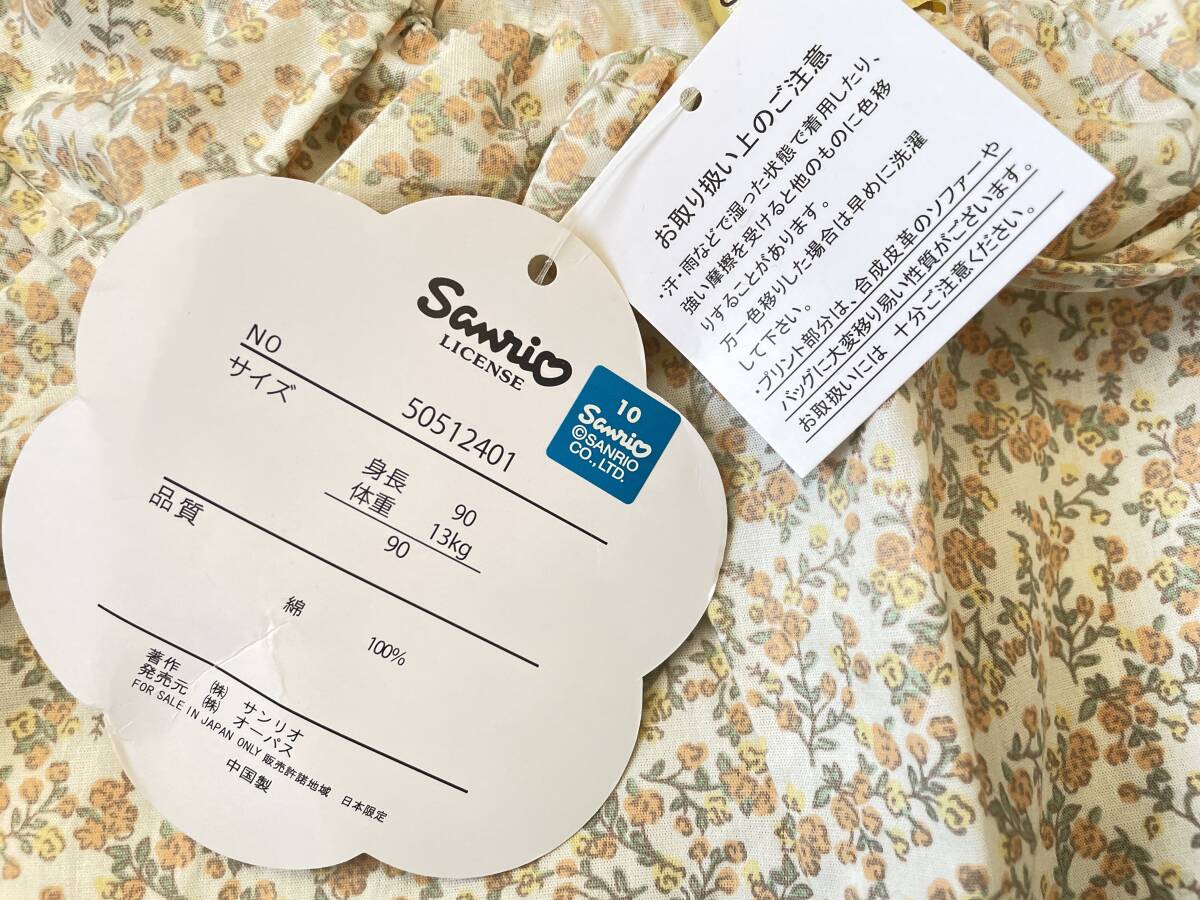 Sanrio
LICENSE
NO
50512401
サイズ
身長 90
体重 13kg
90
品質
綿 100%
著作 ㈱ サンリオ
発売元 ㈱ オーパス
FOR SALE IN JAPAN ONLY 販売許諾地域 日本限定
中国製
10
Sanrio
©SANRIO
CO.,LTD.
お取り扱い上のご注意
・汗・雨などで湿った状態で着用したり、
強い摩擦を受けると他のものに色移
りすることがあります。
万一色移りした場合は早めに洗濯
して下さい。
・プリント部分は、合成皮革のソファーや
バッグに大変移り易い性質がございます。
お取扱いには 十分ご注意ください。